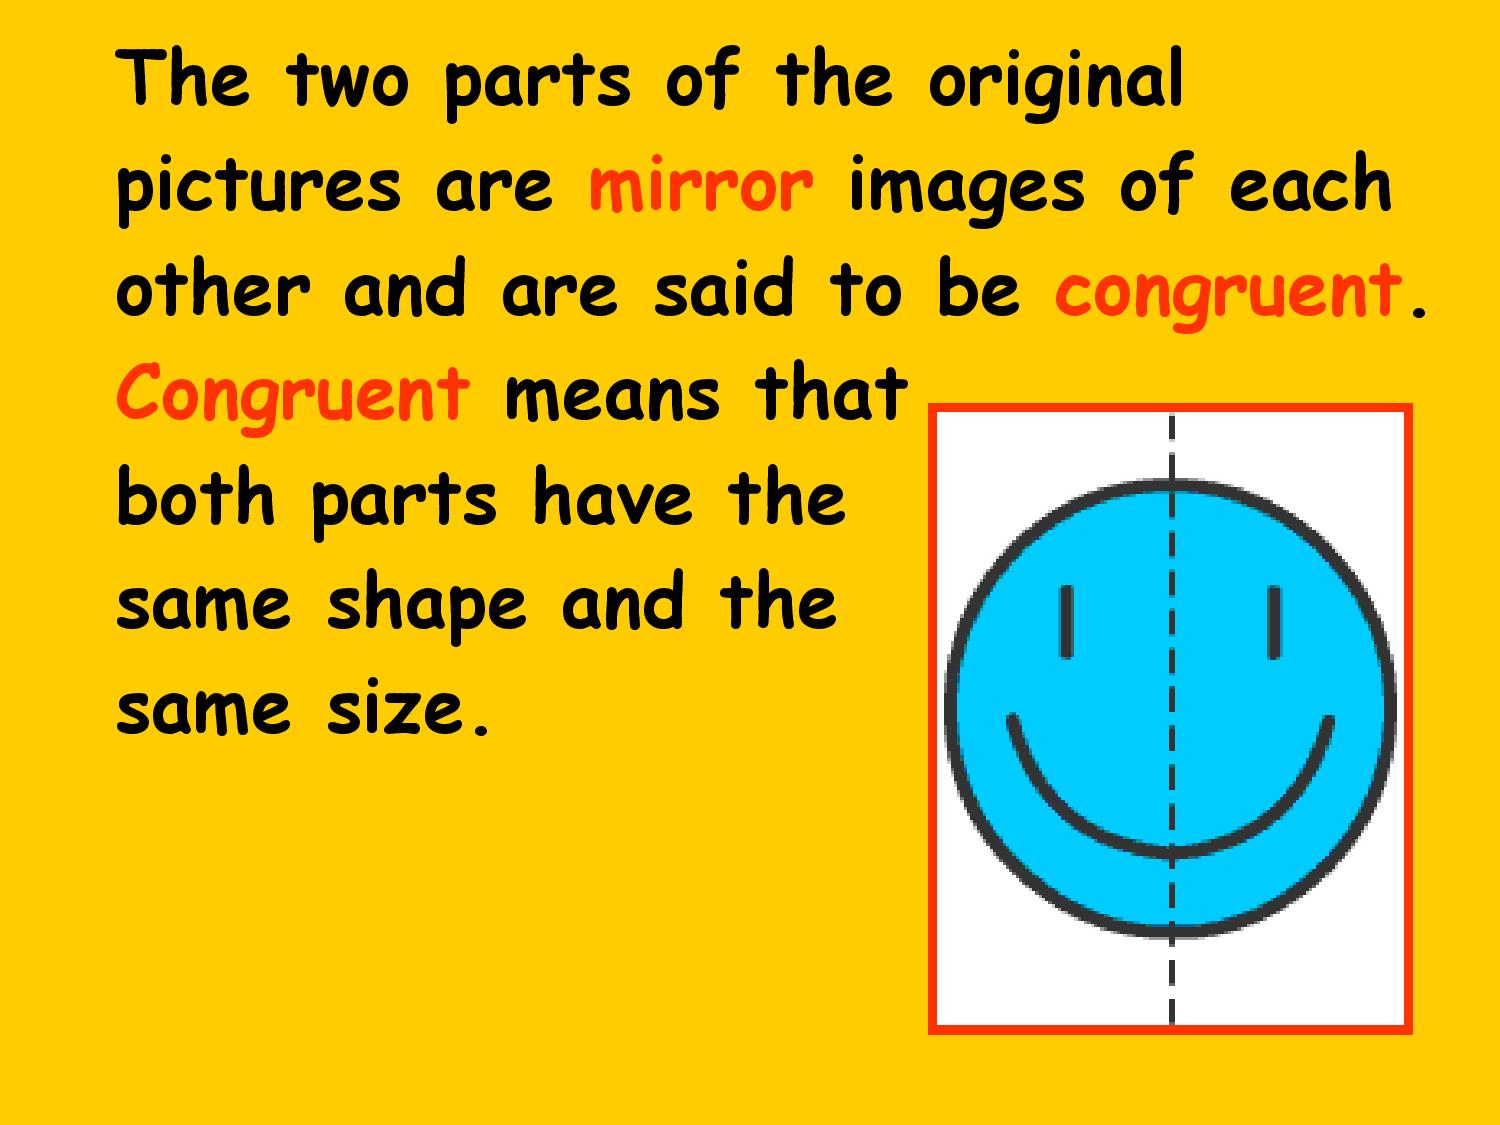 The two parts of the original
pictures are mirror images of each
other and are said to be congruent.
Congruent means that
both parts have the
same shape and the
same size.